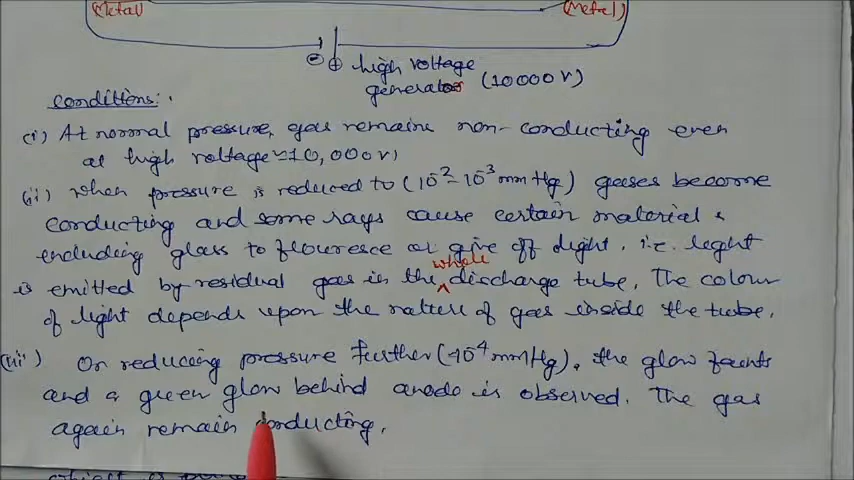 (Metal) (Metal)
⊖ ⊕ high voltage
generator (10000 V)
conditions:.
(i) At normal pressure, gas remains non-conducting even
at high voltage ≈ 10,000 V)
(ii) when pressure is reduced to (10⁻² – 10⁻³ mm Hg) gases become
conducting and some rays cause certain material
including glass to flouresce or give off light. i.e. light
whole
is emitted by residual gas in the ^ discharge tube. The colour
of light depends upon the nature of gas inside the tube.
(iii) On reducing pressure further (10⁻⁴ mm Hg), the glow faints
and a green glow behind anode is observed. The gas
again remain conducting.